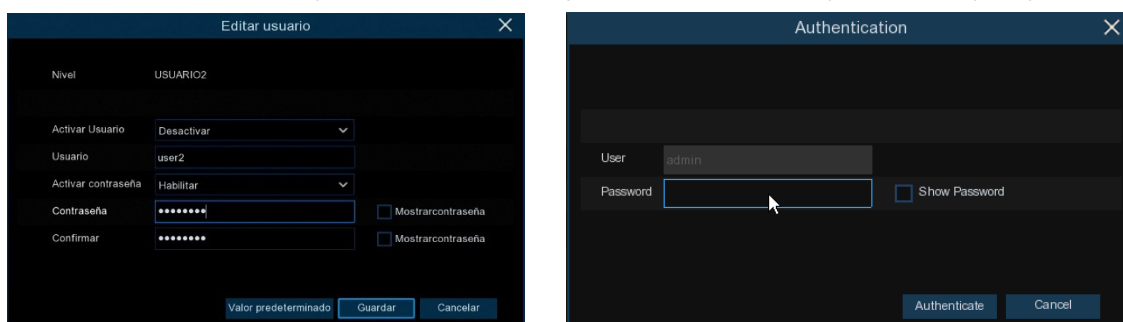 Editar usuario
Nivel USUARIO2
Activar Usuario Desactivar
Usuario user2
Activar contraseña Habilitar
Contraseña •••••••• Mostrarcontraseña
Confirmar •••••••• Mostrarcontraseña
Valor predeterminado Guardar Cancelar
Authentication
User admin
Password Show Password
Authenticate Cancel